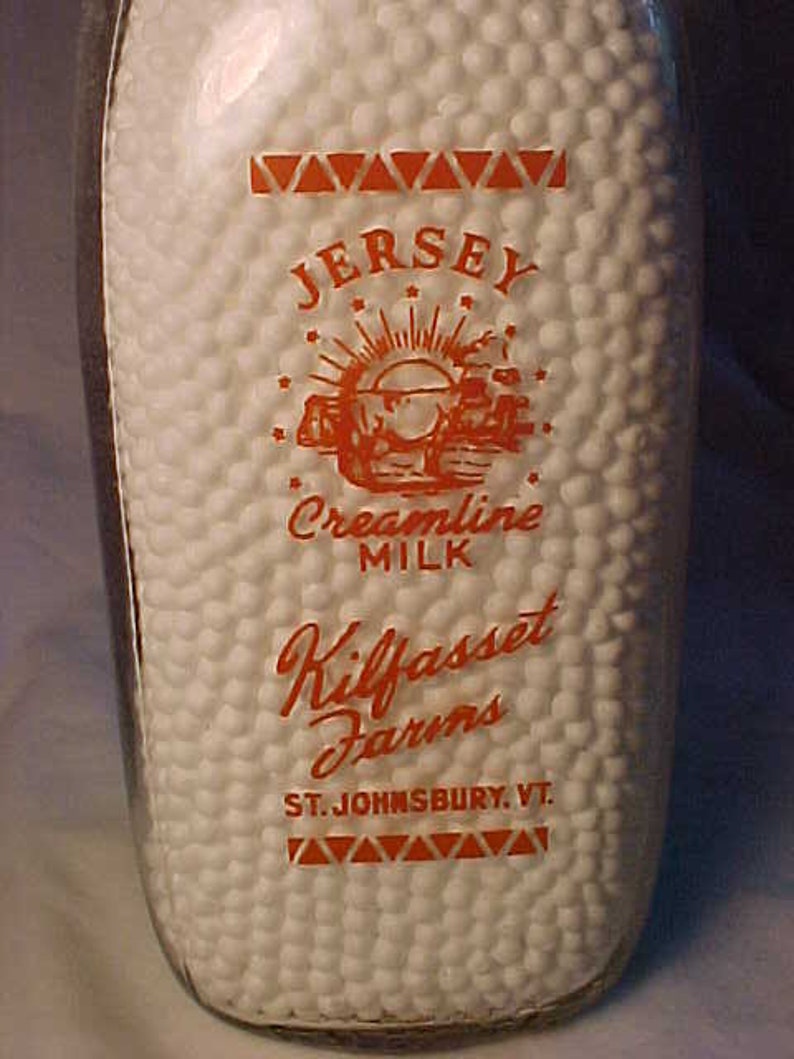 JERSEY
Creamline
MILK
Kilfasset
Farms
ST. JOHNSBURY. VT.